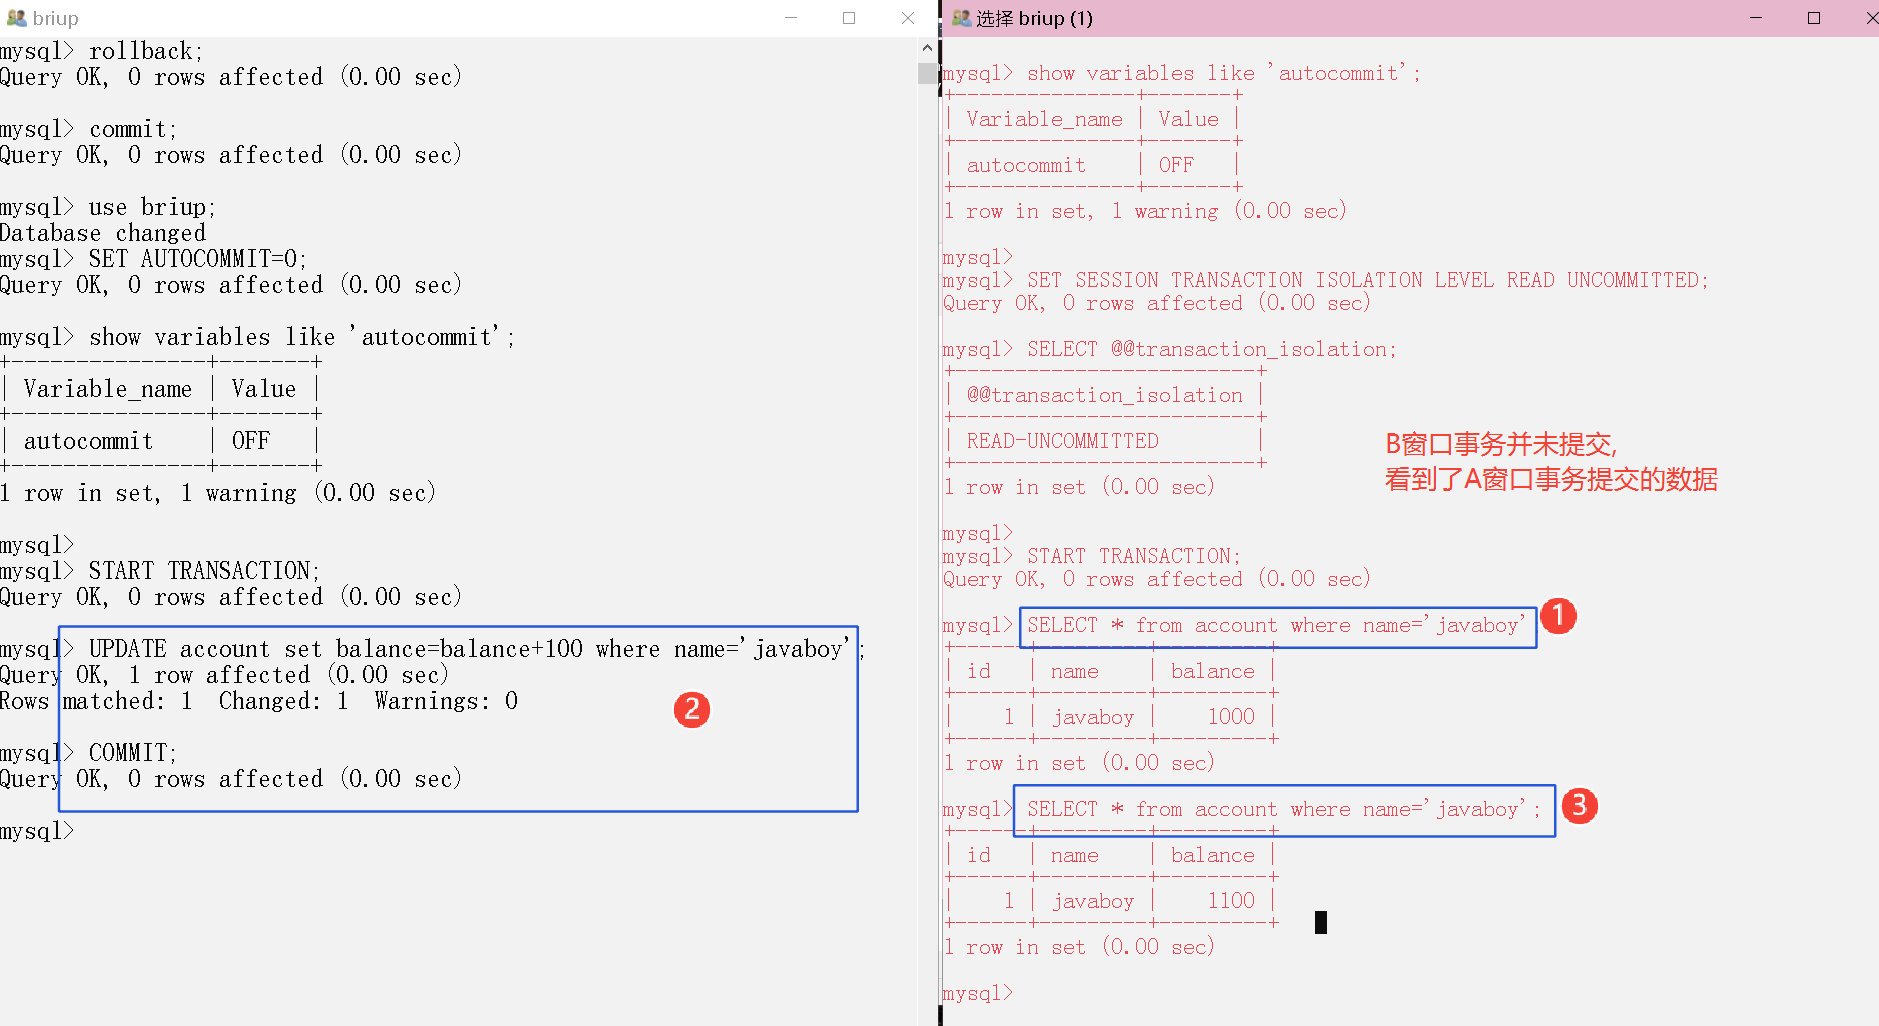 briup
mysql> rollback;
Query OK, 0 rows affected (0.00 sec)
mysql> commit;
Query OK, 0 rows affected (0.00 sec)
mysql> use briup;
Database changed
mysql> SET AUTOCOMMIT=0;
Query OK, 0 rows affected (0.00 sec)
mysql> show variables like 'autocommit';
+---------------+-------+
| Variable_name | Value |
+---------------+-------+
| autocommit    | OFF   |
+---------------+-------+
1 row in set, 1 warning (0.00 sec)
mysql>
mysql> START TRANSACTION;
Query OK, 0 rows affected (0.00 sec)
mysql> UPDATE account set balance=balance+100 where name='javaboy';
Query OK, 1 row affected (0.00 sec)
Rows matched: 1  Changed: 1  Warnings: 0
2
mysql> COMMIT;
Query OK, 0 rows affected (0.00 sec)
mysql>
选择 briup (1)
mysql> show variables like 'autocommit';
+---------------+-------+
| Variable_name | Value |
+---------------+-------+
| autocommit    | OFF   |
+---------------+-------+
1 row in set, 1 warning (0.00 sec)
mysql>
mysql> SET SESSION TRANSACTION ISOLATION LEVEL READ UNCOMMITTED;
Query OK, 0 rows affected (0.00 sec)
mysql> SELECT @@transaction_isolation;
+-------------------------+
| @@transaction_isolation |
+-------------------------+
| READ-UNCOMMITTED        |
+-------------------------+
1 row in set (0.00 sec)
B窗口事务并未提交,
看到了A窗口事务提交的数据
mysql>
mysql> START TRANSACTION;
Query OK, 0 rows affected (0.00 sec)
mysql> SELECT * from account where name='javaboy'
1
+------+---------+---------+
| id   | name    | balance |
+------+---------+---------+
|    1 | javaboy |    1000 |
+------+---------+---------+
1 row in set (0.00 sec)
mysql> SELECT * from account where name='javaboy';
3
+------+---------+---------+
| id   | name    | balance |
+------+---------+---------+
|    1 | javaboy |    1100 |
+------+---------+---------+
1 row in set (0.00 sec)
mysql>